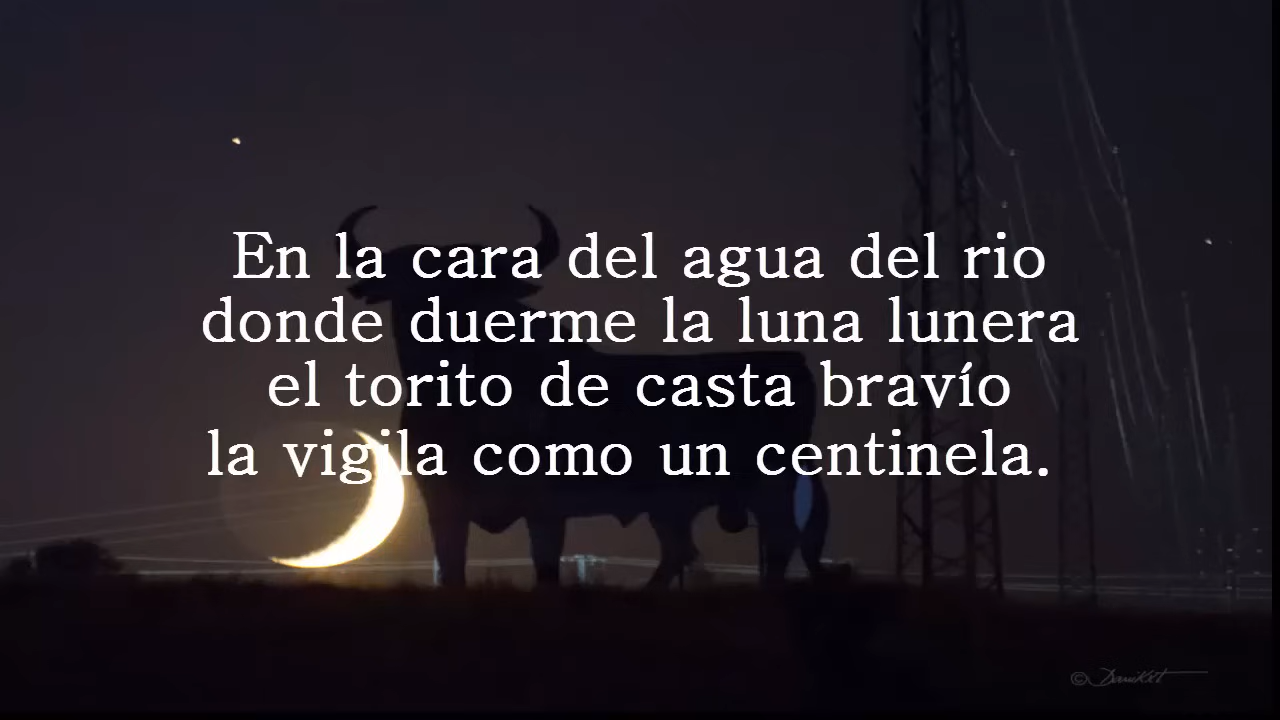 En la cara del agua del rio
donde duerme la luna lunera
el torito de casta bravío
la vigila como un centinela.